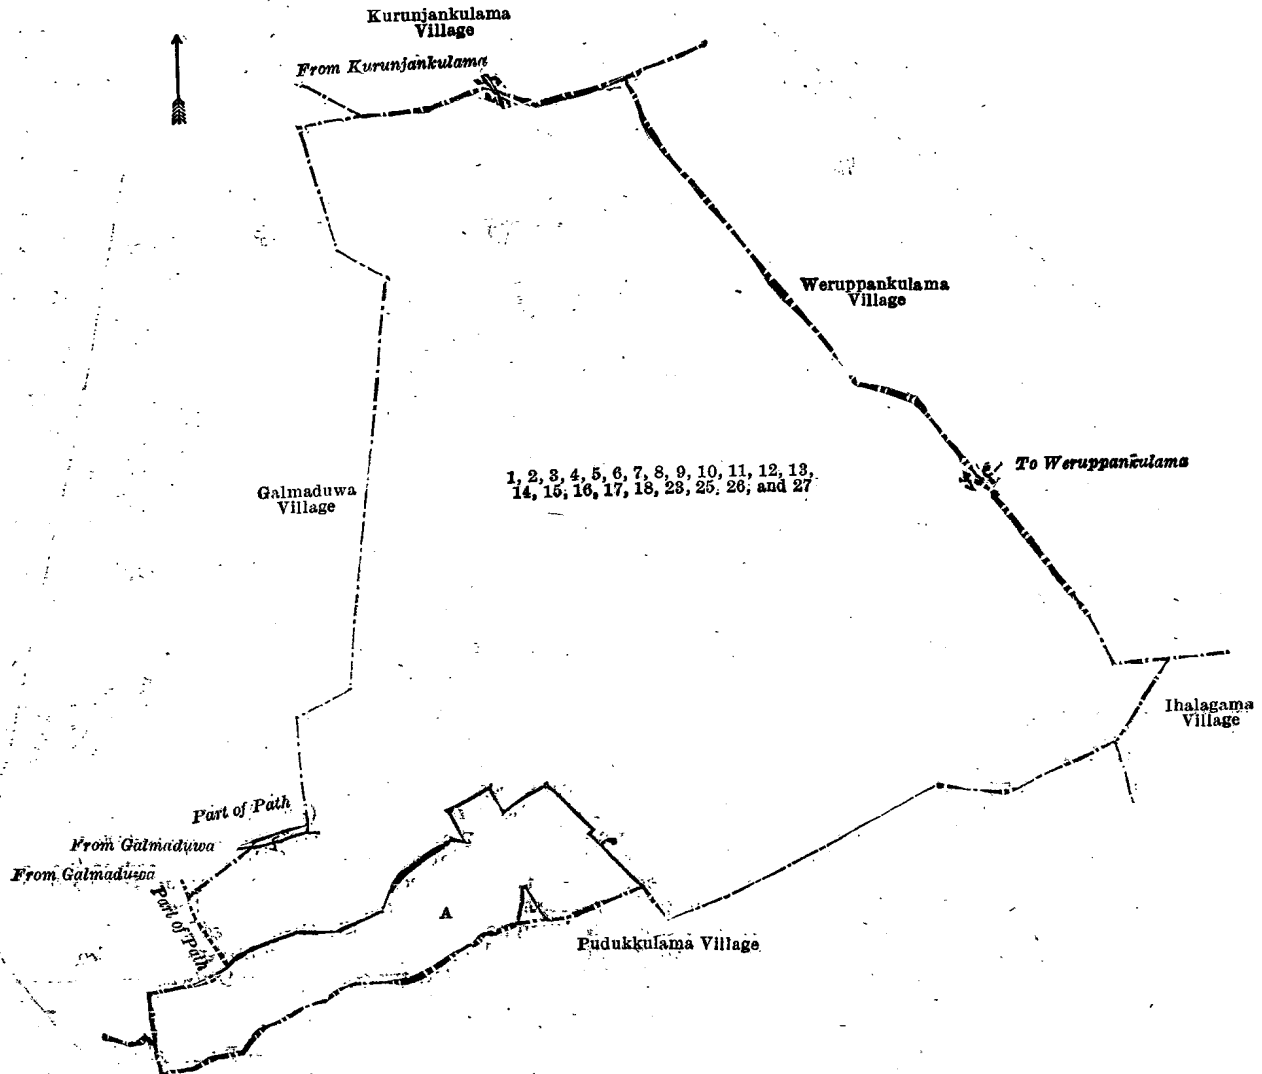 Kurunjankulama
Village
From Kurunjankulama
Weruppankulama
Village
To Weruppankulama
1, 2, 3, 4, 5, 6, 7, 8, 9, 10, 11, 12, 13,
14, 15, 16, 17, 18, 23, 25, 26, and 27
Galmaduwa
Village
Ihalagama
Village
Part of Path
From Galmaduwa
From Galmaduwa
Part of Path
A
Pudukkulama Village